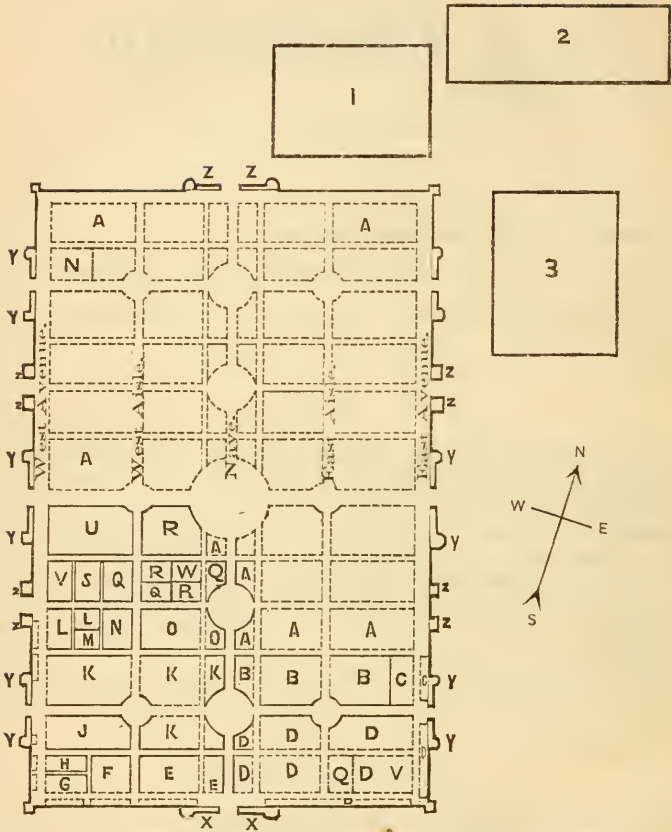 2
1
Z Z
A A
Y N Y
3
Y Y
Z Z
Z Z
West Avenue.
West Aisle.
Nave.
East Aisle.
East Avenue.
Y A Y
N
W E
S
Y U R A Y
V S Q R W Q A
Q R
Z Z
Z L L N O O A A A Z
M
Y K K K B B B C C Y
Y J K D D D Y
H F E E D D Q D V
G
X X